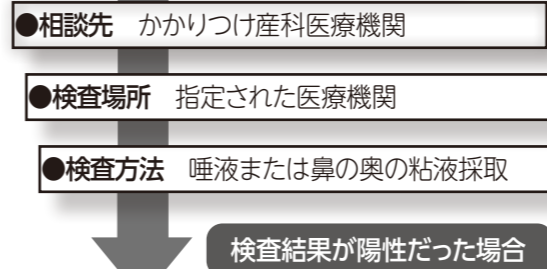 ●相談先　かかりつけ産科医療機関
●検査場所　指定された医療機関
●検査方法　唾液または鼻の奥の粘液採取
検査結果が陽性だった場合